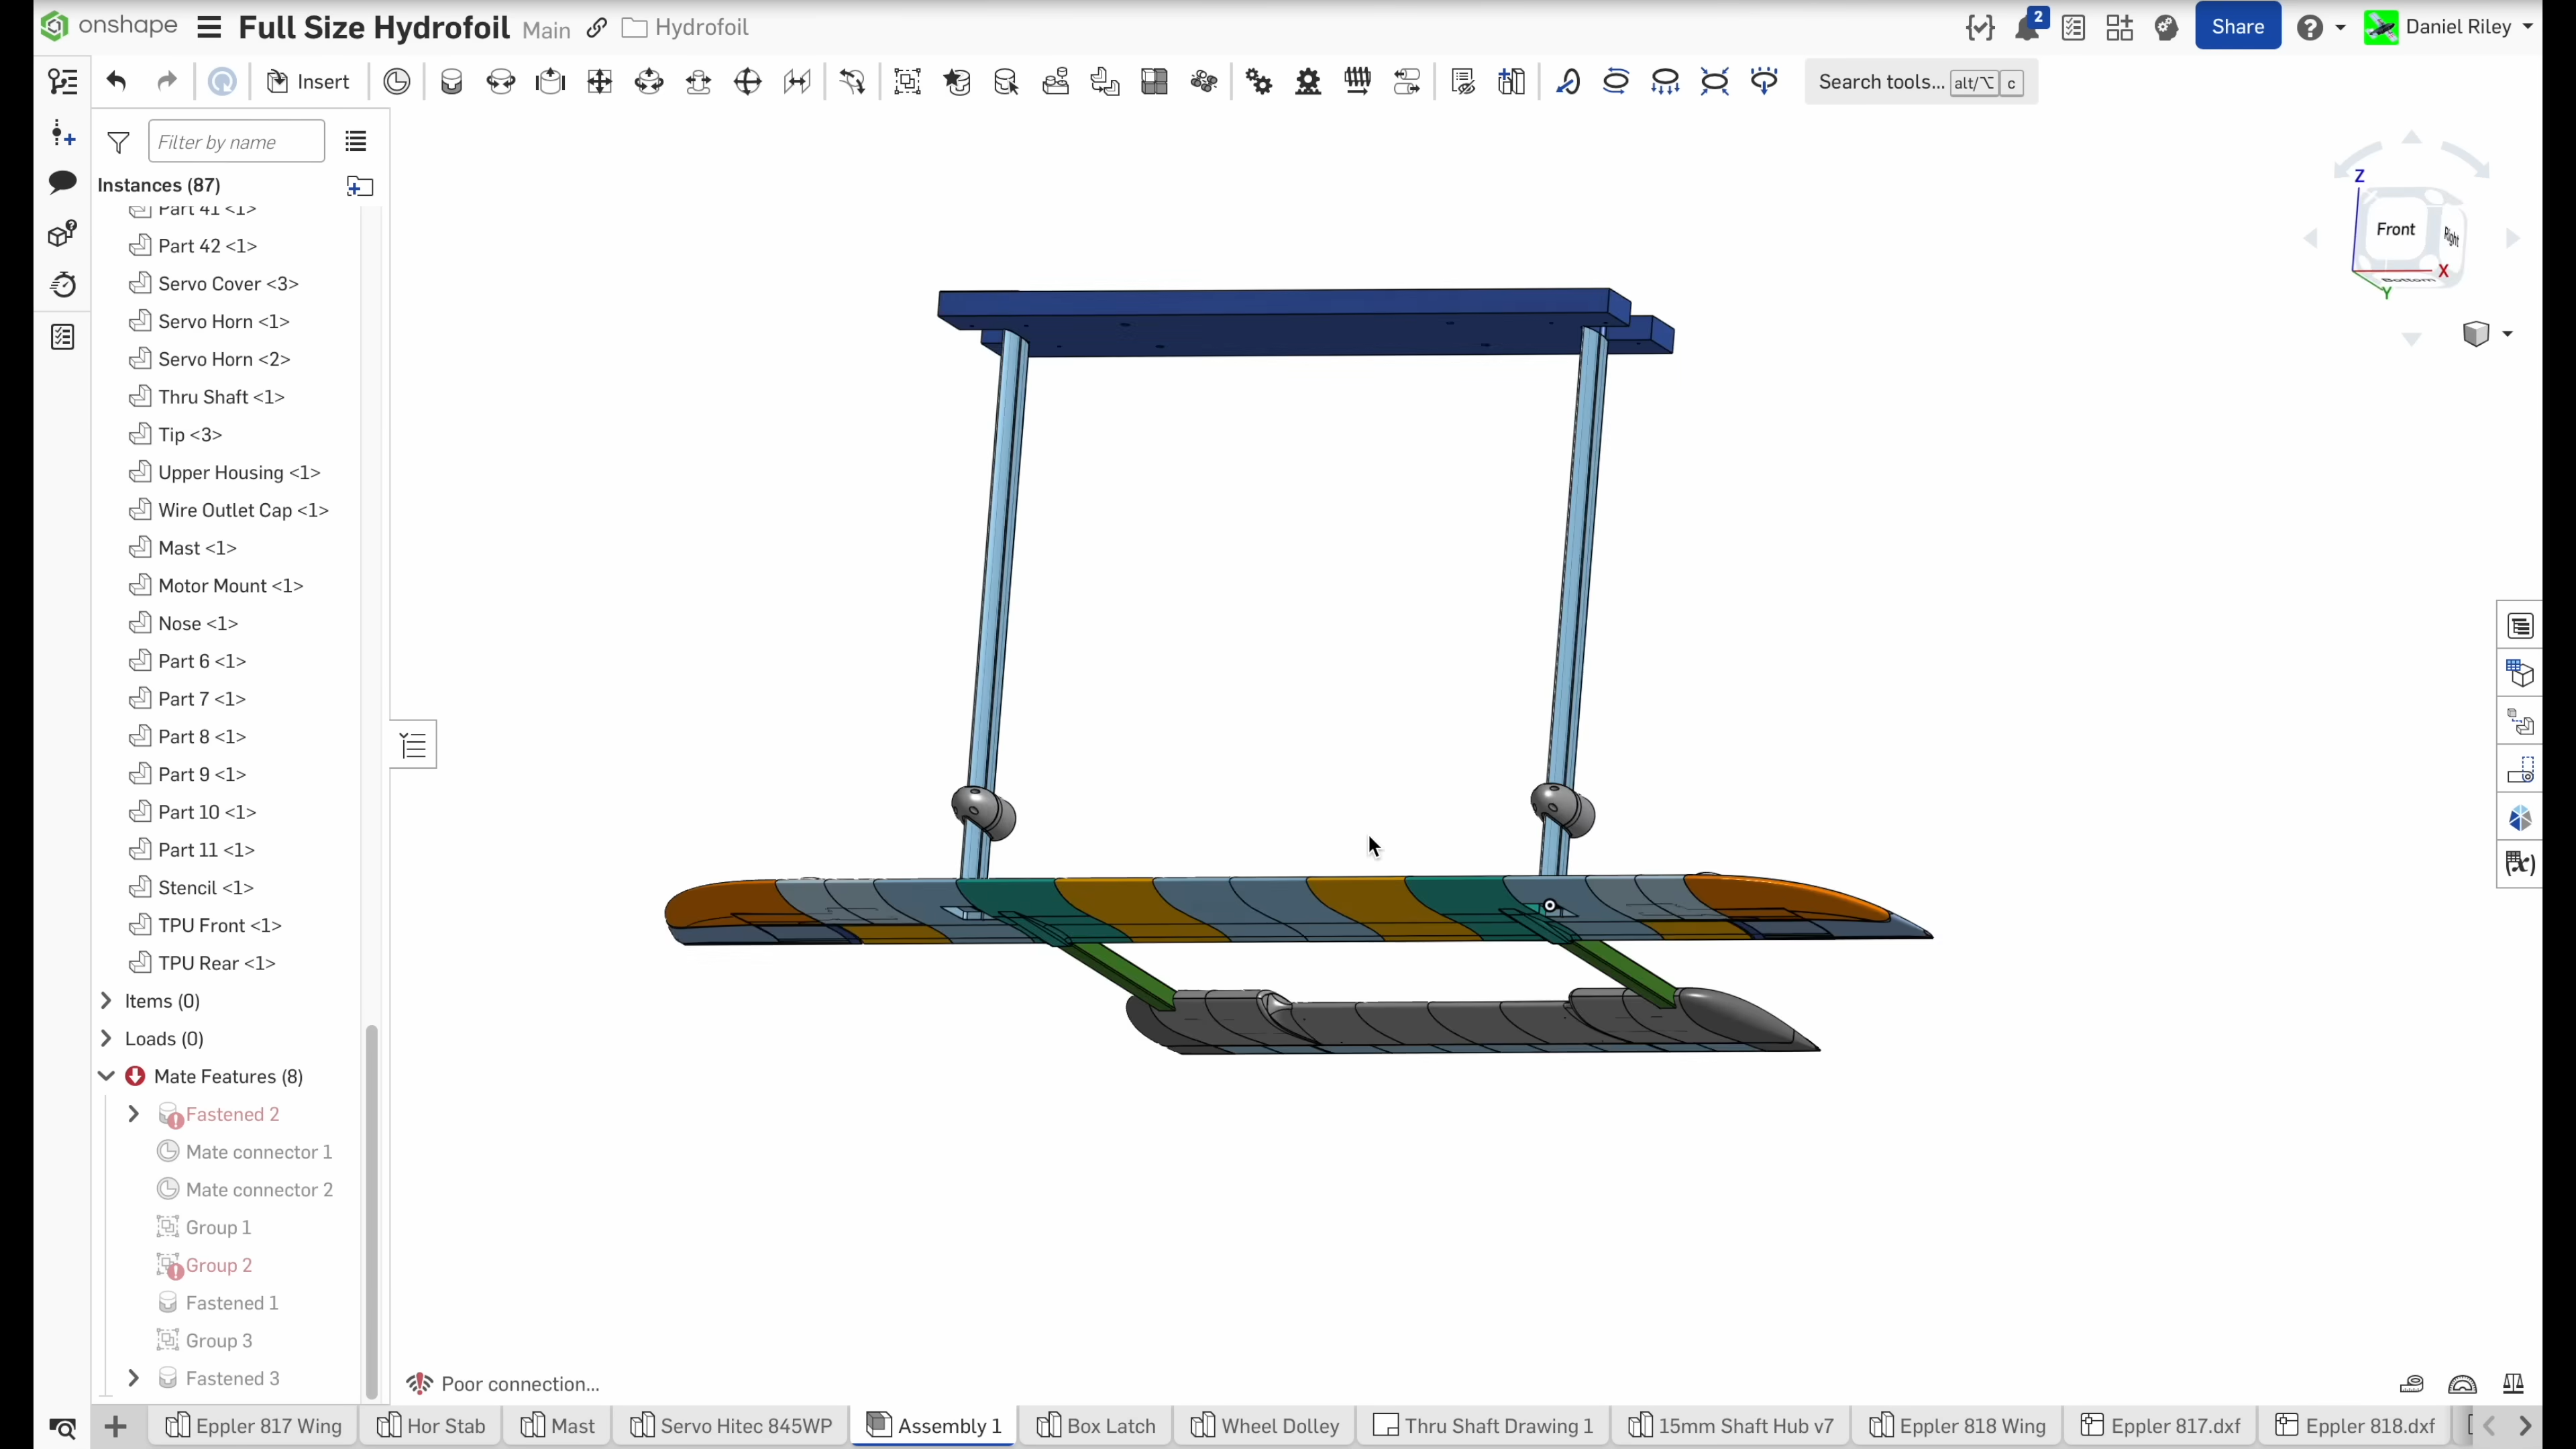 onshape Full Size Hydrofoil Main Hydrofoil 2 Share Daniel Riley
Insert Search tools... alt/⌥ c
Filter by name
Instances (87)
Part 41 <1>
Part 42 <1>
Servo Cover <3>
Servo Horn <1>
Servo Horn <2>
Thru Shaft <1>
Tip <3>
Upper Housing <1>
Wire Outlet Cap <1>
Mast <1>
Motor Mount <1>
Nose <1>
Part 6 <1>
Part 7 <1>
Part 8 <1>
Part 9 <1>
Part 10 <1>
Part 11 <1>
Stencil <1>
TPU Front <1>
TPU Rear <1>
Items (0)
Loads (0)
Mate Features (8)
Fastened 2
Mate connector 1
Mate connector 2
Group 1
Group 2
Fastened 1
Group 3
Fastened 3
Z
Front Right
X
Bottom
Y
Poor connection...
Eppler 817 Wing Hor Stab Mast Servo Hitec 845WP Assembly 1 Box Latch Wheel Dolley Thru Shaft Drawing 1 15mm Shaft Hub v7 Eppler 818 Wing Eppler 817.dxf Eppler 818.dxf